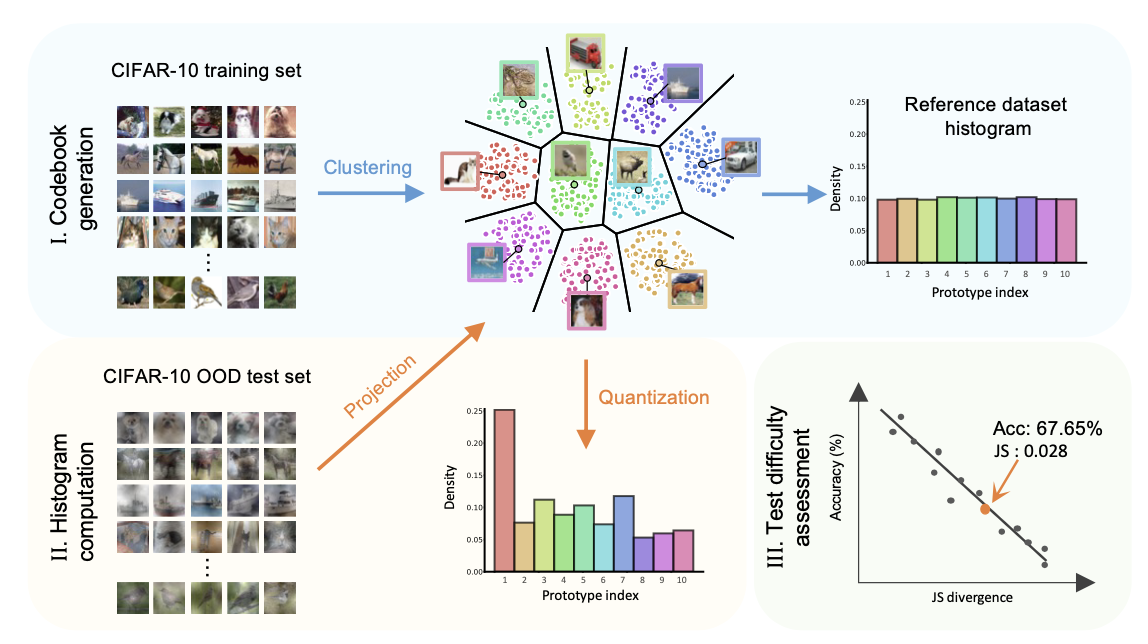 I. Codebook
generation
CIFAR-10 training set
Clustering
Reference dataset
histogram
Density
0.25
0.20
0.15
0.10
0.05
0.00
1 2 3 4 5 6 7 8 9 10
Prototype index
II. Histogram
computation
CIFAR-10 OOD test set
Projection
Quantization
Density
0.25
0.20
0.15
0.10
0.05
0.00
1 2 3 4 5 6 7 8 9 10
Prototype index
III. Test difficulty
assessment
Accuracy (%)
Acc: 67.65%
JS : 0.028
JS divergence